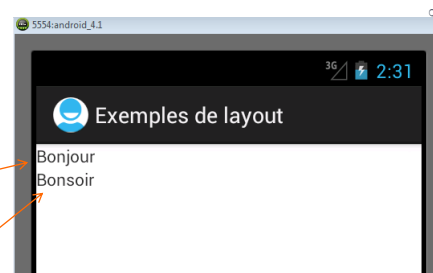 5554:android_4.1
3G 2:31
Exemples de layout
Bonjour
Bonsoir